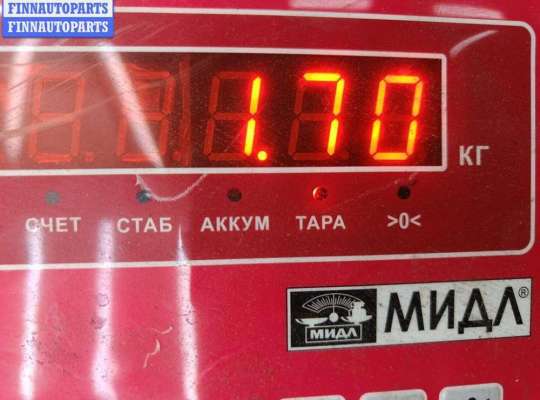 FINNAUTOPARTS
FINNAUTOPARTS
1.70 КГ
СЧЕТ СТАБ АККУМ ТАРА >0<
МИДЛ МИДЛ®